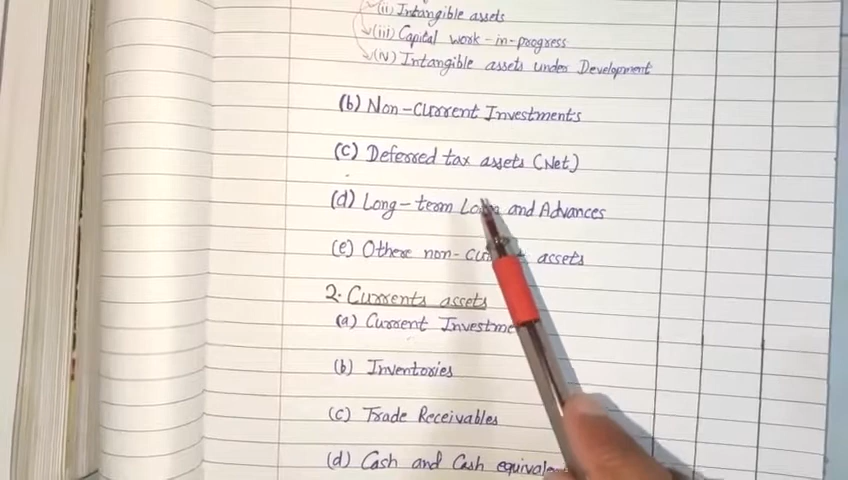 (ii) Intangible assets
(iii) Capital work-in-progress
(iv) Intangible assets under Development
(b) Non-Current Investments
(c) Deferred tax assets (Net)
(d) Long-term and Advances
(e) Other non- assets
2. Currents assets
(a) Current
(b) Inventories
(c) Trade Receivables
(d) Cash and Cash